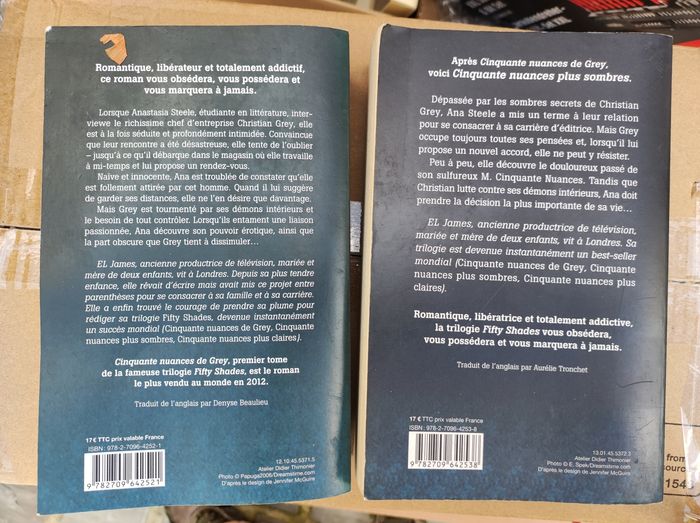 Romantique, libérateur et totalement addictif,
ce roman vous obsédera, vous possédera et
vous marquera à jamais.
Lorsque Anastasia Steele, étudiante en littérature, inter-
viewe le richissime chef d'entreprise Christian Grey, elle
est à la fois séduite et profondément intimidée. Convaincue
que leur rencontre a été désastreuse, elle tente de l'oublier
– jusqu'à ce qu'il débarque dans le magasin où elle travaille
à mi-temps et lui propose un rendez-vous.
Naïve et innocente, Ana est troublée de constater qu'elle
est follement attirée par cet homme. Quand il lui suggère
de garder ses distances, elle ne l'en désire que davantage.
Mais Grey est tourmenté par ses démons intérieurs et
le besoin de tout contrôler. Lorsqu'ils entament une liaison
passionnée, Ana découvre son pouvoir érotique, ainsi que
la part obscure que Grey tient à dissimuler…
EL James, ancienne productrice de télévision, mariée et
mère de deux enfants, vit à Londres. Depuis sa plus tendre
enfance, elle rêvait d'écrire mais avait mis ce projet entre
parenthèses pour se consacrer à sa famille et à sa carrière.
Elle a enfin trouvé le courage de prendre sa plume pour
rédiger sa trilogie Fifty Shades, devenue instantanément
un succès mondial (Cinquante nuances de Grey, Cinquante
nuances plus sombres, Cinquante nuances plus claires).
Cinquante nuances de Grey, premier tome
de la fameuse trilogie Fifty Shades, est le roman
le plus vendu au monde en 2012.
Traduit de l'anglais par Denyse Beaulieu
17 € TTC prix valable France
ISBN : 978-2-7096-4252-1
9 782709 642521
12.10.45.5371.5
Atelier Didier Thimonier
Photo © Papuga2006/Dreamstime.com
D'après le design de Jennifer McGuire
Après Cinquante nuances de Grey,
voici Cinquante nuances plus sombres.
Dépassée par les sombres secrets de Christian
Grey, Ana Steele a mis un terme à leur relation
pour se consacrer à sa carrière d'éditrice. Mais Grey
occupe toujours toutes ses pensées et, lorsqu'il lui
propose un nouvel accord, elle ne peut y résister.
Peu à peu, elle découvre le douloureux passé de
son sulfureux M. Cinquante Nuances. Tandis que
Christian lutte contre ses démons intérieurs, Ana doit
prendre la décision la plus importante de sa vie…
EL James, ancienne productrice de télévision,
mariée et mère de deux enfants, vit à Londres. Sa
trilogie est devenue instantanément un best-seller
mondial (Cinquante nuances de Grey, Cinquante
nuances plus sombres, Cinquante nuances plus
claires).
Romantique, libératrice et totalement addictive,
la trilogie Fifty Shades vous obsédera,
vous possédera et vous marquera à jamais.
Traduit de l'anglais par Aurélie Tronchet
17 € TTC prix valable France
ISBN : 978-2-7096-4253-8
9 782709 642538
13.01.45.5372.3
Atelier Didier Thimonier
Photo © E. Spek/Dreamstime.com
D'après le design de Jennifer McGuire
from